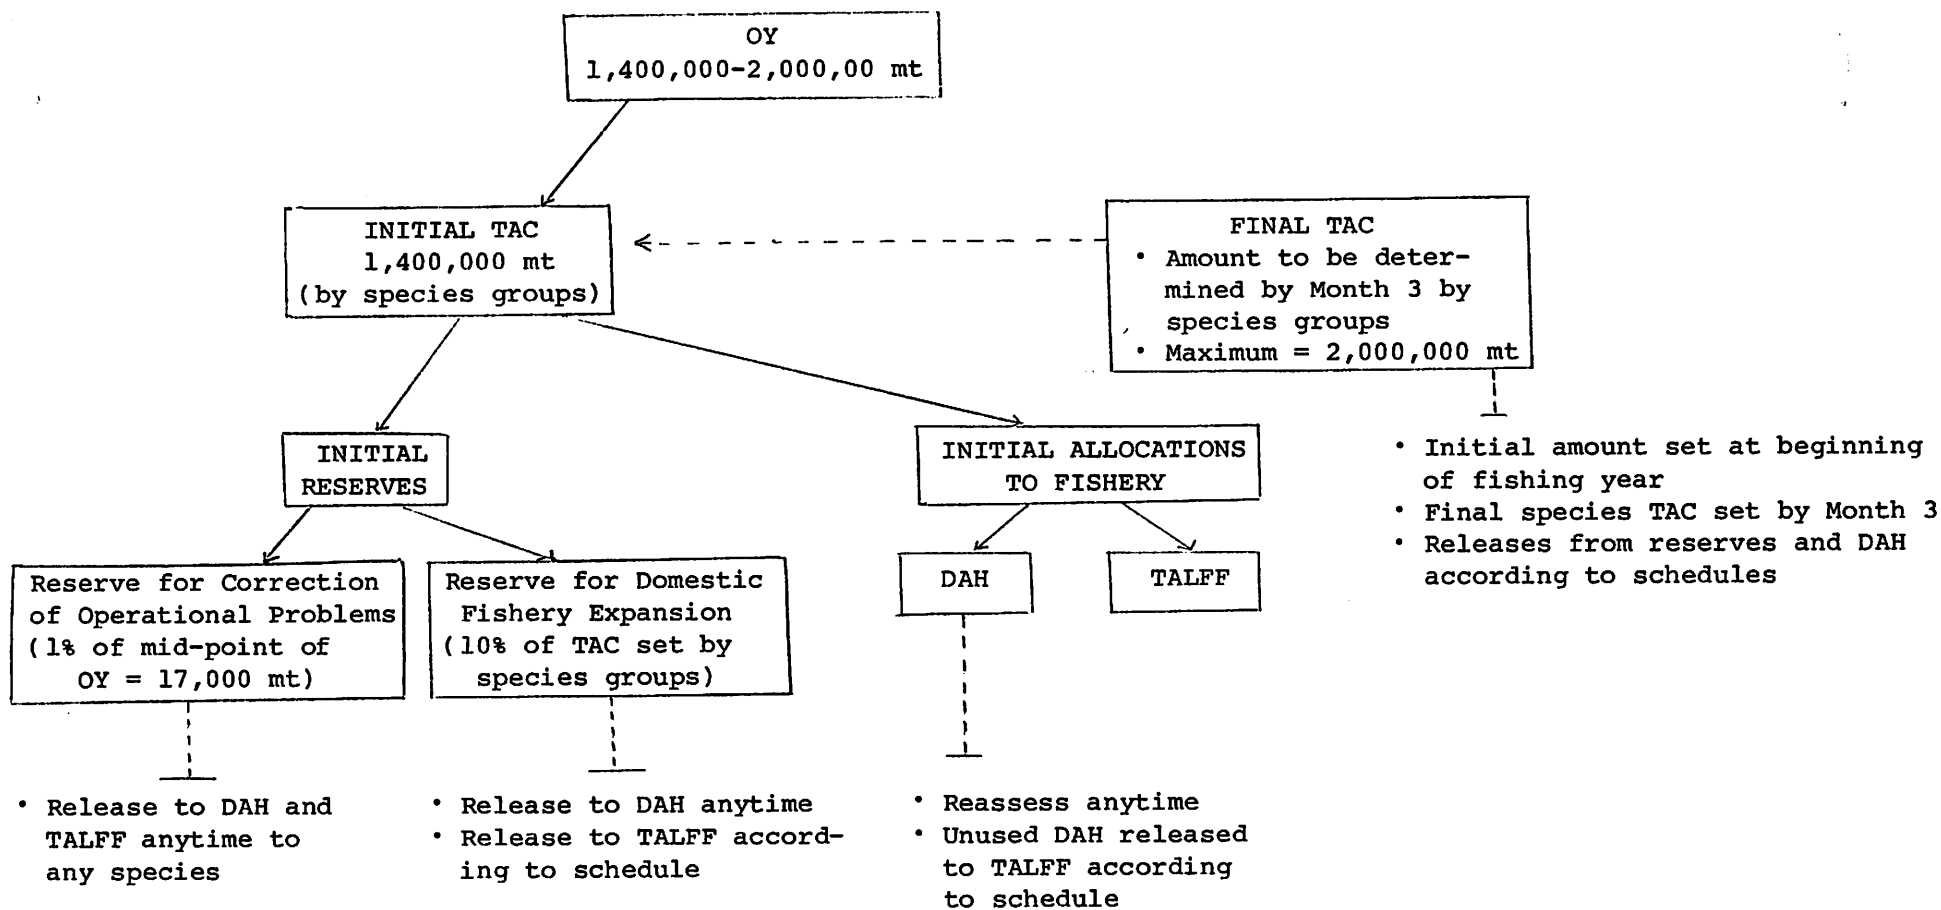 OY
1,400,000-2,000,00 mt
INITIAL TAC
1,400,000 mt
(by species groups)
FINAL TAC
• Amount to be deter-
mined by Month 3 by
species groups
• Maximum = 2,000,000 mt
INITIAL
RESERVES
INITIAL ALLOCATIONS
TO FISHERY
• Initial amount set at beginning
of fishing year
• Final species TAC set by Month 3
• Releases from reserves and DAH
according to schedules
Reserve for Correction
of Operational Problems
(1% of mid-point of
OY = 17,000 mt)
Reserve for Domestic
Fishery Expansion
(10% of TAC set by
species groups)
DAH
TALFF
• Release to DAH and
TALFF anytime to
any species
• Release to DAH anytime
• Release to TALFF accord-
ing to schedule
• Reassess anytime
• Unused DAH released
to TALFF according
to schedule